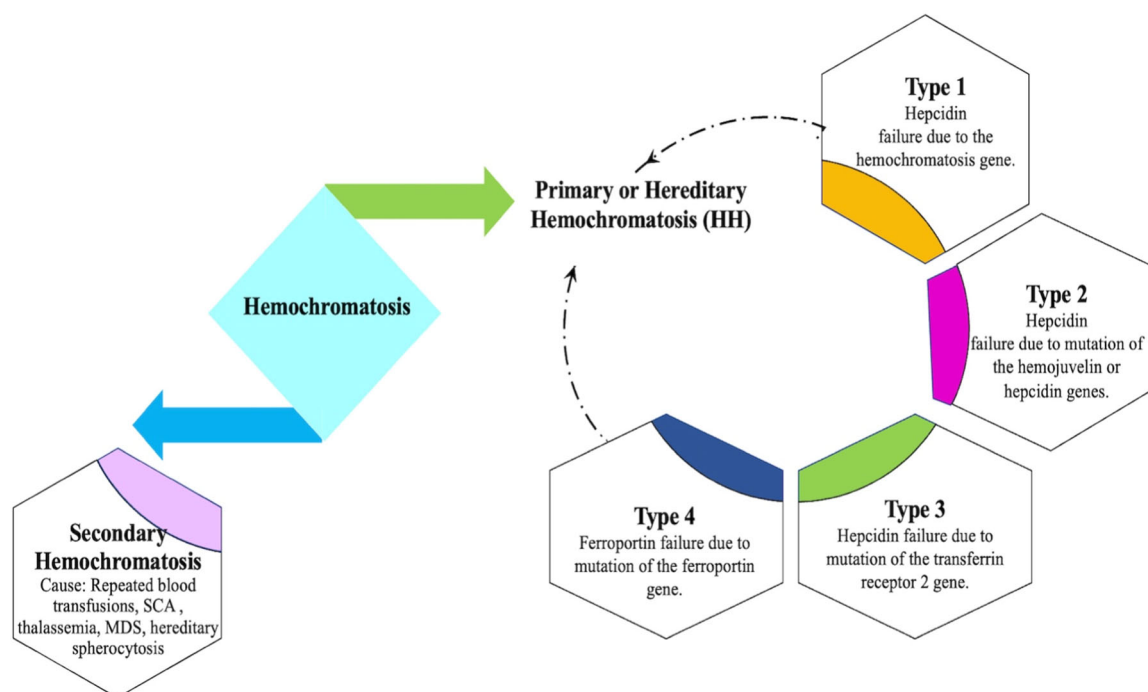 Type 1
Hepcidin
failure due to the
hemochromatosis gene.
Primary or Hereditary
Hemochromatosis (HH)
Hemochromatosis
Type 2
Hepcidin
failure due to mutation of
the hemojuvelin or
hepcidin genes.
Type 3
Hepcidin failure due to
mutation of the transferrin
receptor 2 gene.
Type 4
Ferroportin failure due to
mutation of the ferroportin
gene.
Secondary
Hemochromatosis
Cause: Repeated blood
transfusions, SCA ,
thalassemia, MDS, hereditary
spherocytosis